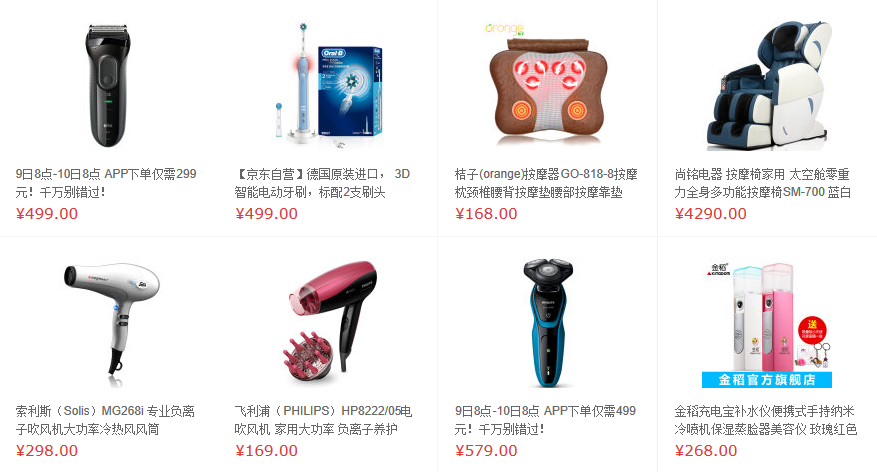 9日8点-10日8点 APP下单仅需299
元！千万别错过！
¥499.00
Oral B
【京东自营】德国原装进口， 3D
智能电动牙刷，标配2支刷头
¥499.00
orange
桔子(orange)按摩器GO-818-8按摩
枕颈椎腰背按摩垫腰部按摩靠垫
¥168.00
尚铭电器 按摩椅家用 太空舱零重
力全身多功能按摩椅SM-700 蓝白
¥4290.00
索利斯（Solis）MG268i 专业负离
子吹风机大功率冷热风风筒
¥298.00
飞利浦（PHILIPS）HP8222/05电
吹风机 家用大功率 负离子养护
¥169.00
PHILIPS
9日8点-10日8点 APP下单仅需499
元！千万别错过！
¥579.00
金稻
KINGDOM
送
金稻官方旗舰店
金稻充电宝补水仪便携式手持纳米
冷喷机保湿蒸脸器美容仪 玫瑰红色
¥268.00